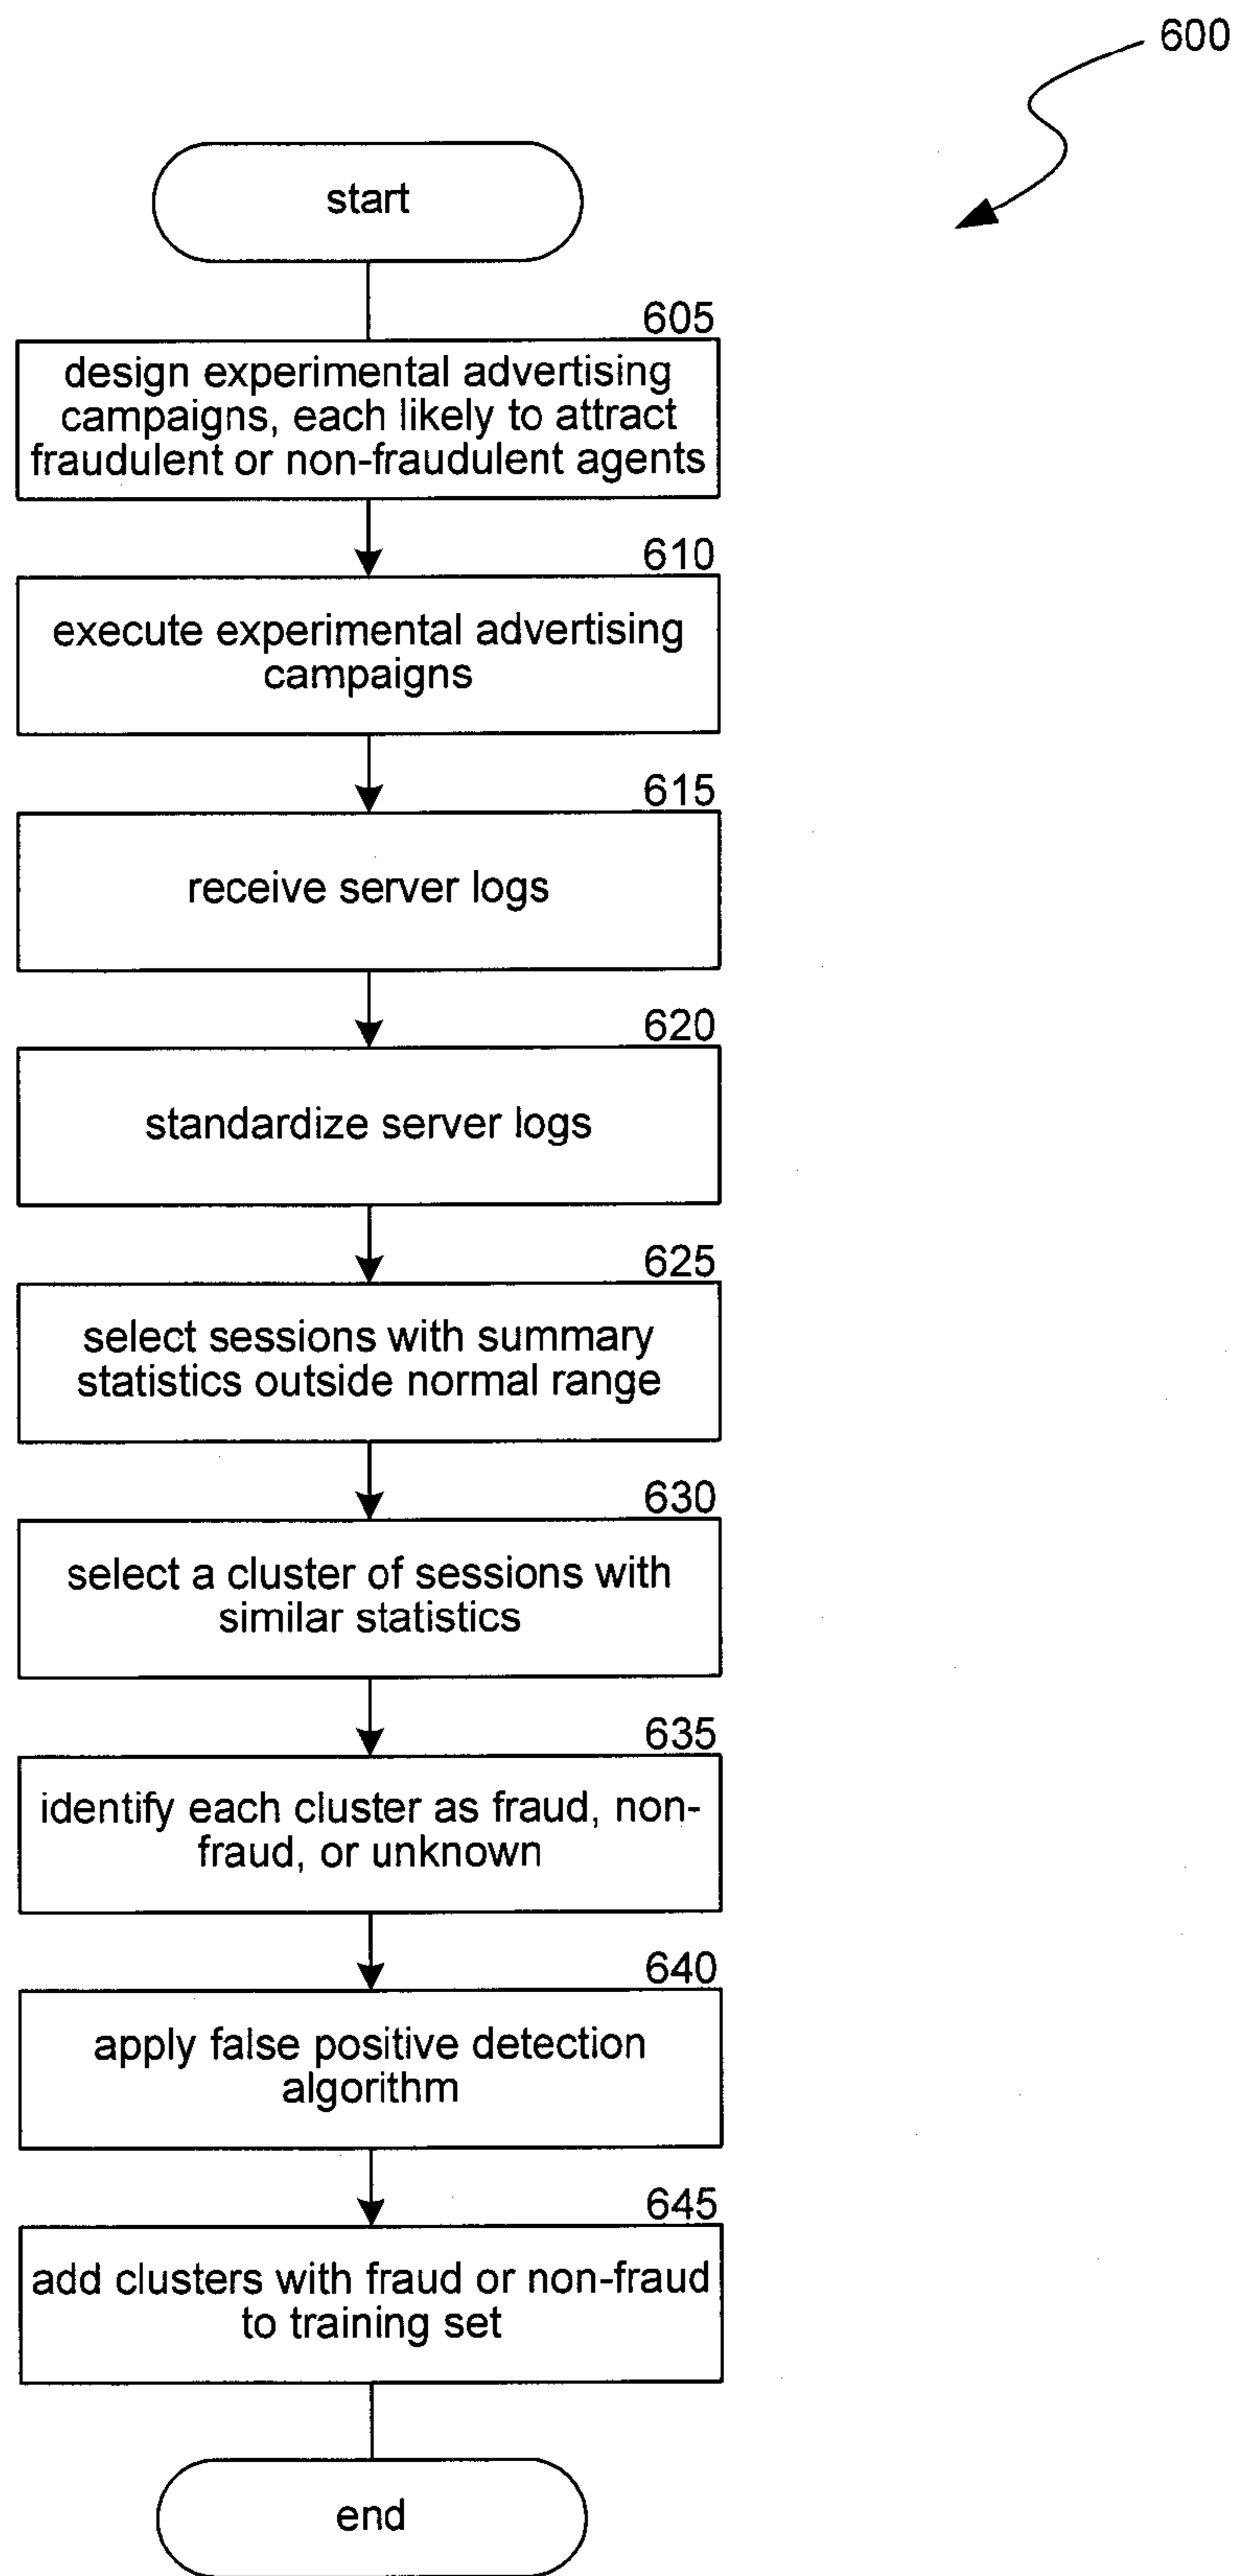 600
start
605
design experimental advertising
campaigns, each likely to attract
fraudulent or non-fraudulent agents
610
execute experimental advertising
campaigns
615
receive server logs
620
standardize server logs
625
select sessions with summary
statistics outside normal range
630
select a cluster of sessions with
similar statistics
635
identify each cluster as fraud, non-
fraud, or unknown
640
apply false positive detection
algorithm
645
add clusters with fraud or non-fraud
to training set
end